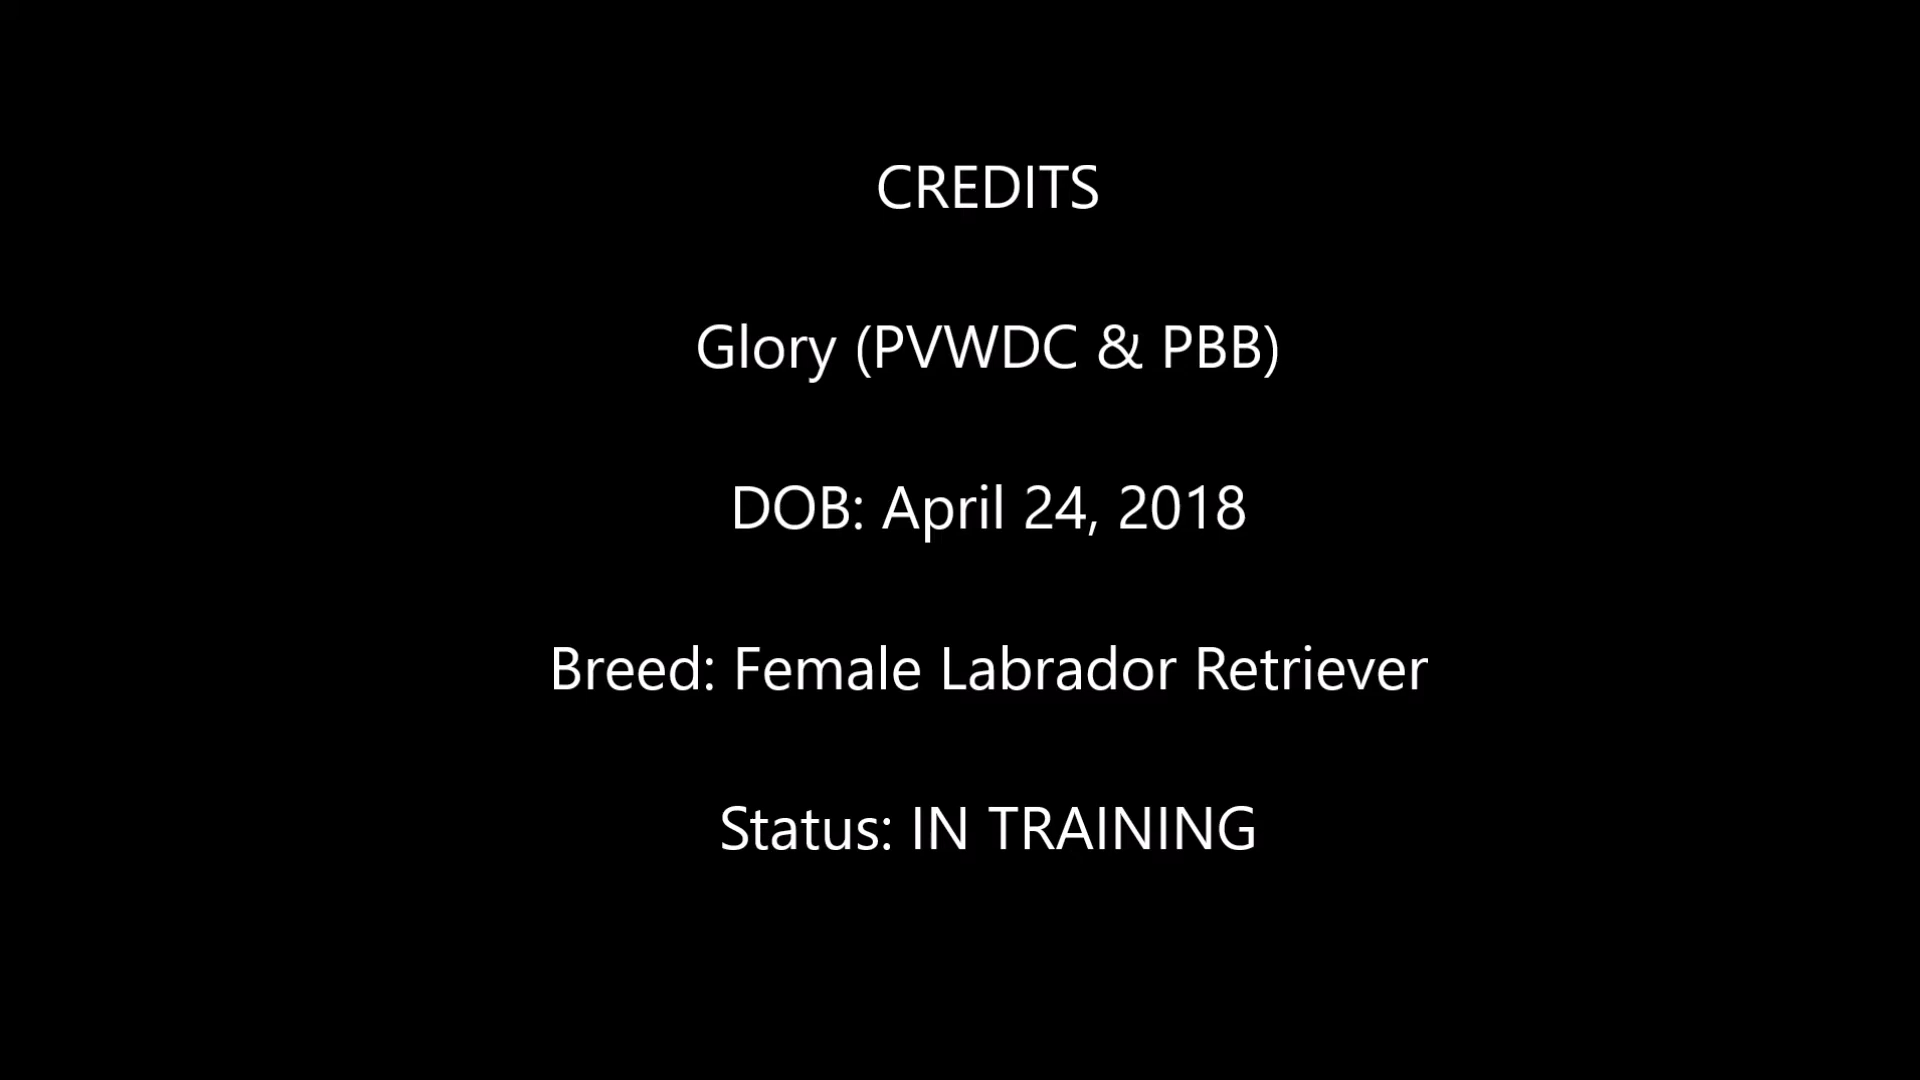 CREDITS
Glory (PVWDC & PBB)
DOB: April 24, 2018
Breed: Female Labrador Retriever
Status: IN TRAINING